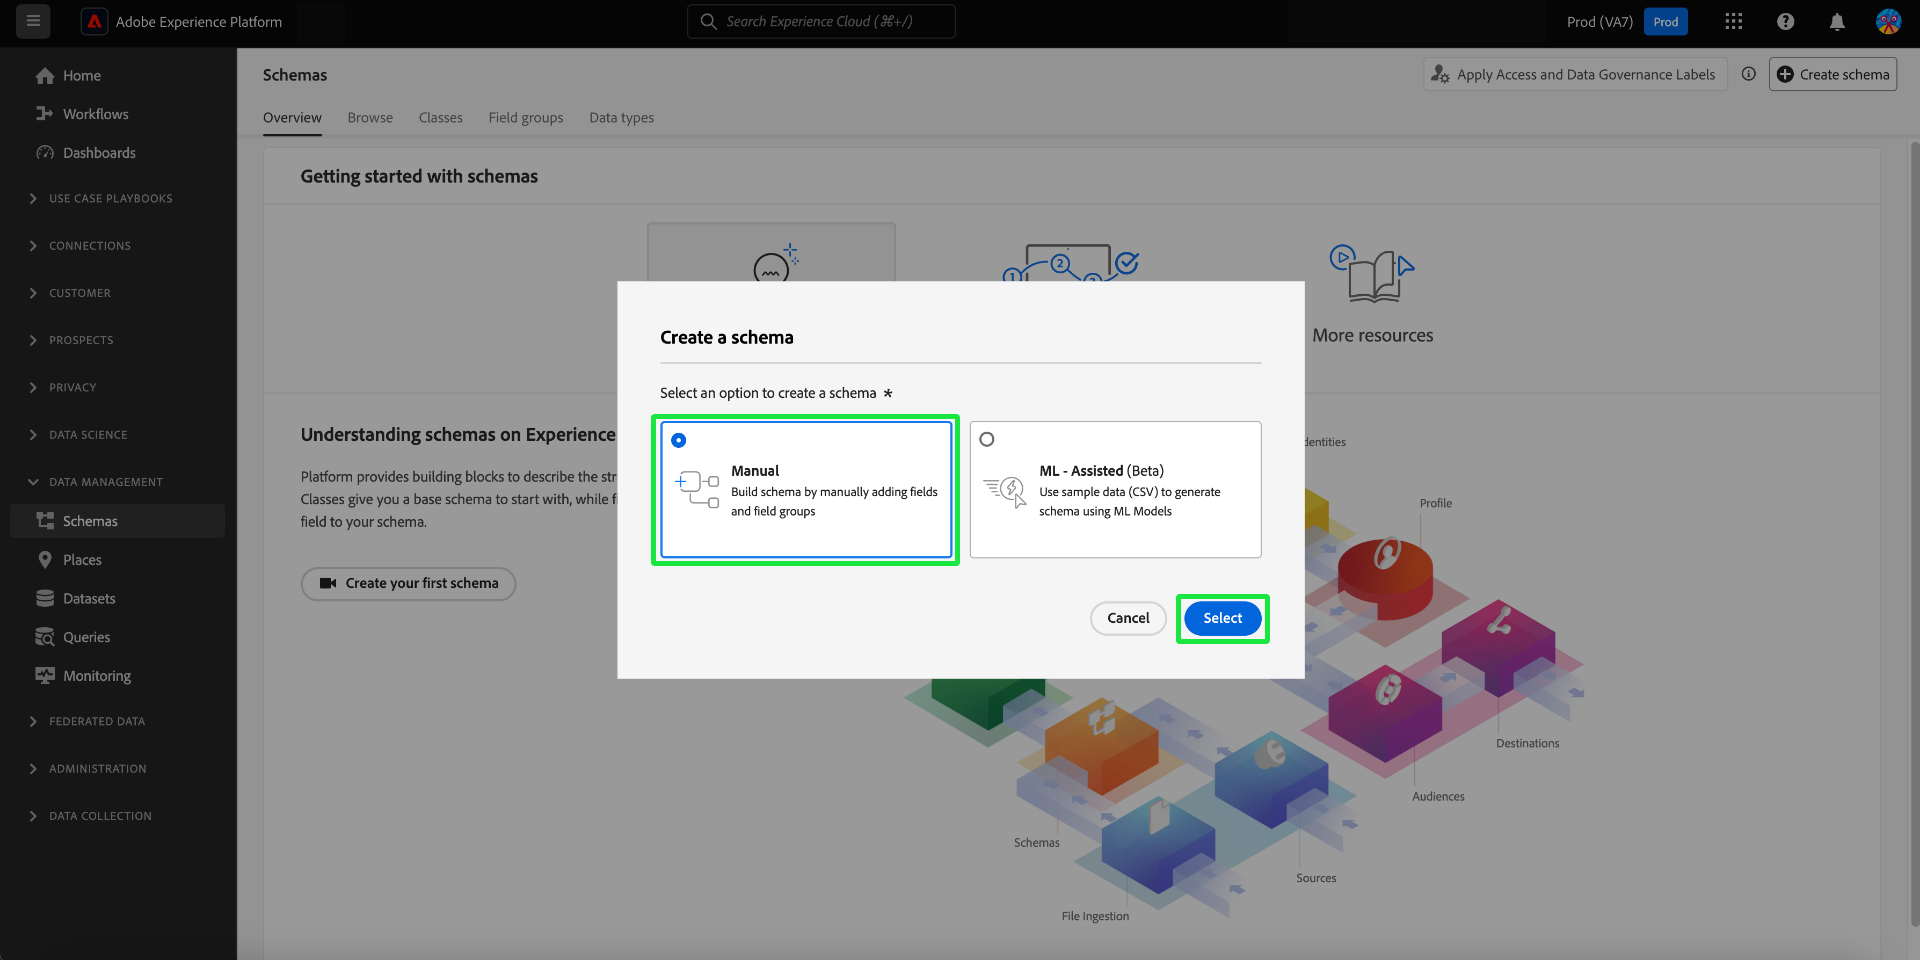 Adobe Experience Platform
Search Experience Cloud (⌘+/)
Prod (VA7)
Prod
Home
Workflows
Dashboards
USE CASE PLAYBOOKS
CONNECTIONS
CUSTOMER
PROSPECTS
PRIVACY
DATA SCIENCE
DATA MANAGEMENT
Schemas
Places
Datasets
Queries
Monitoring
FEDERATED DATA
ADMINISTRATION
DATA COLLECTION
Schemas
Apply Access and Data Governance Labels
Create schema
Overview
Browse
Classes
Field groups
Data types
Getting started with schemas
1
2
More resources
Understanding schemas on Experience
Platform provides building blocks to describe the str
Classes give you a base schema to start with, while fi
field to your schema.
Create your first schema
Create a schema
Select an option to create a schema *
Manual
Build schema by manually adding fields
and field groups
ML - Assisted (Beta)
Use sample data (CSV) to generate
schema using ML Models
Cancel
Select
dentities
Profile
Destinations
Audiences
Schemas
Sources
File Ingestion